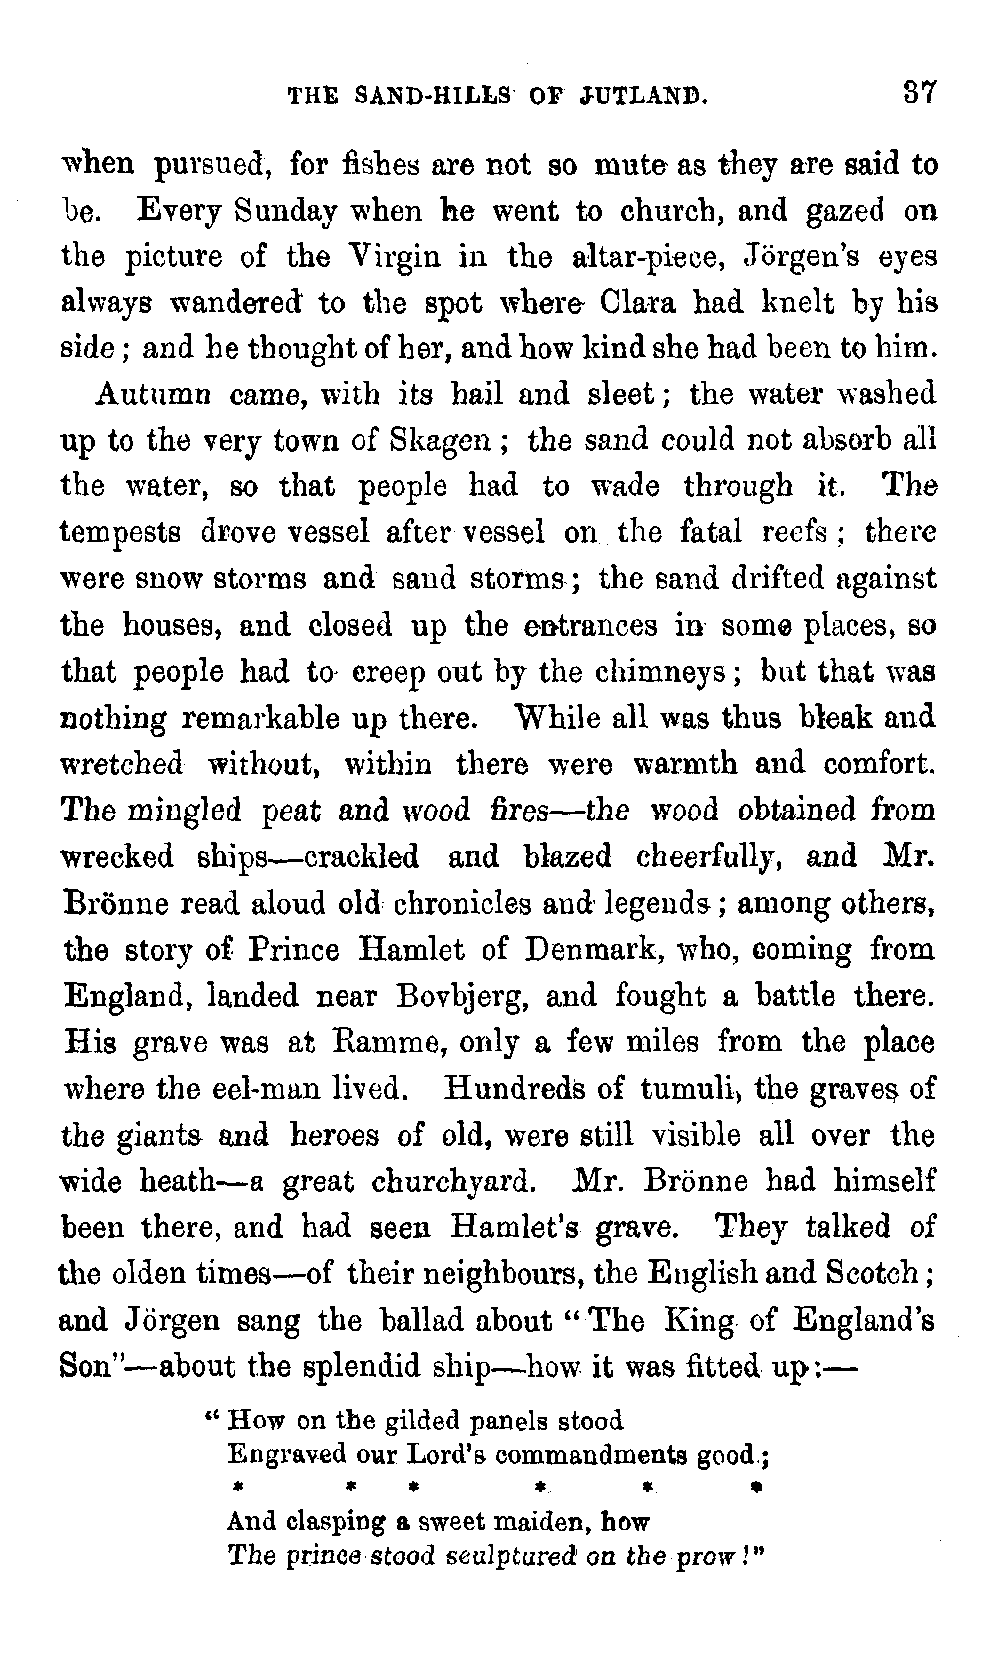 THE SAND-HILLS OF JUTLAND. 37
when pursued, for fishes are not so mute as they are said to
be. Every Sunday when he went to church, and gazed on
the picture of the Virgin in the altar-piece, Jörgen's eyes
always wandered to the spot where Clara had knelt by his
side; and he thought of her, and how kind she had been to him.
Autumn came, with its hail and sleet; the water washed
up to the very town of Skagen; the sand could not absorb all
the water, so that people had to wade through it. The
tempests drove vessel after vessel on the fatal reefs; there
were snow storms and sand storms; the sand drifted against
the houses, and closed up the entrances in some places, so
that people had to creep out by the chimneys; but that was
nothing remarkable up there. While all was thus bleak and
wretched without, within there were warmth and comfort.
The mingled peat and wood fires—the wood obtained from
wrecked ships—crackled and blazed cheerfully, and Mr.
Brönne read aloud old chronicles and legends; among others,
the story of Prince Hamlet of Denmark, who, coming from
England, landed near Bovbjerg, and fought a battle there.
His grave was at Ramme, only a few miles from the place
where the eel-man lived. Hundreds of tumuli, the graves of
the giants and heroes of old, were still visible all over the
wide heath—a great churchyard. Mr. Brönne had himself
been there, and had seen Hamlet's grave. They talked of
the olden times—of their neighbours, the English and Scotch;
and Jörgen sang the ballad about "The King of England's
Son"—about the splendid ship—how it was fitted up:—
"How on the gilded panels stood
Engraved our Lord's commandments good;
* * * * * *
And clasping a sweet maiden, how
The prince stood sculptured on the prow!"